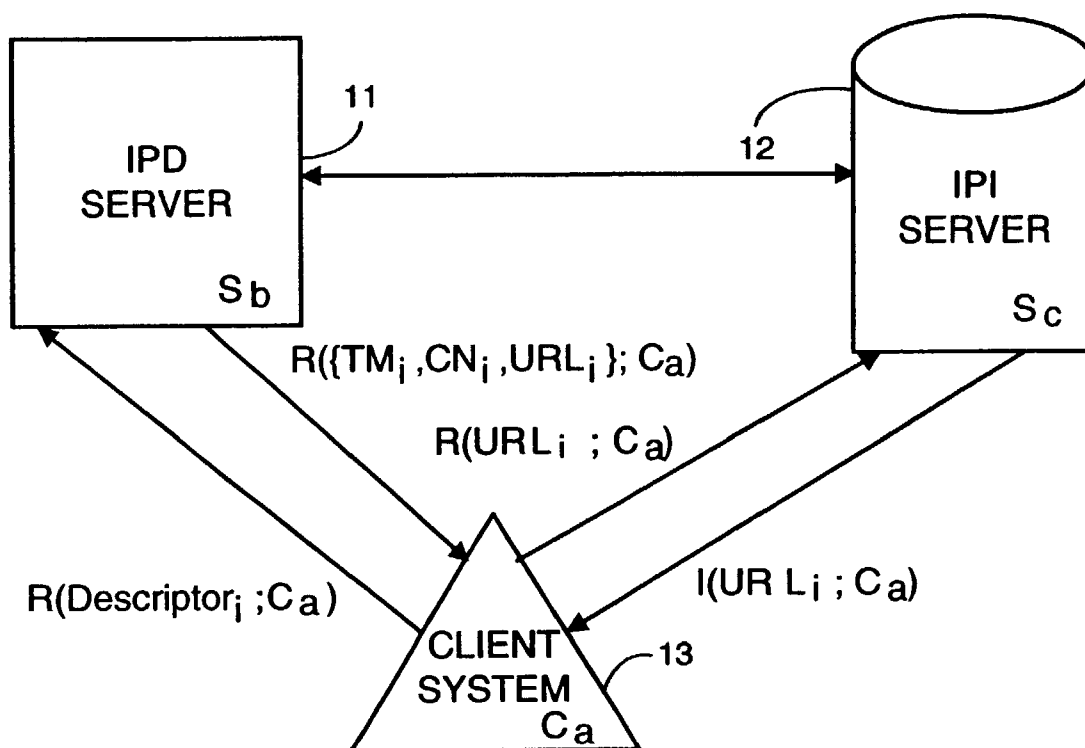 11
12
IPD
SERVER
Sb
IPI
SERVER
Sc
R({TMi ,CNi ,URLi }; Ca)
R(URLi ; Ca)
R(Descriptori ;Ca)
I(UR Li ; Ca)
CLIENT
SYSTEM
Ca
13